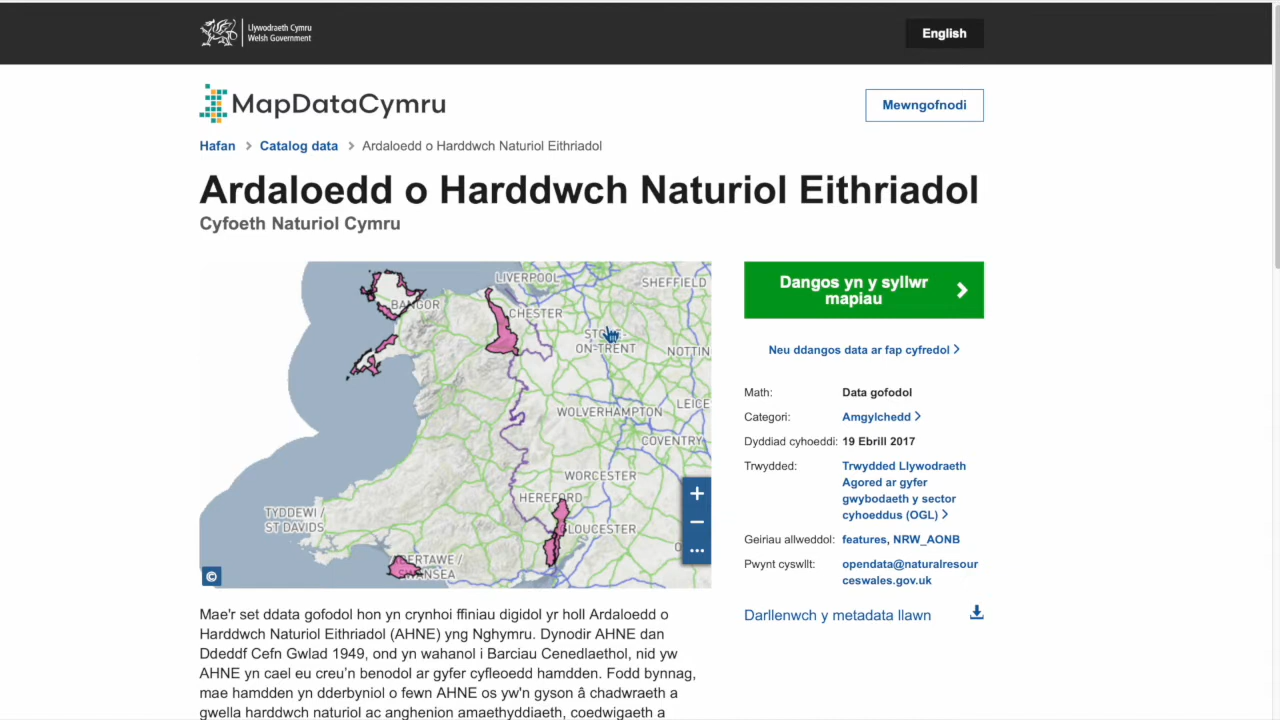 Llywodraeth Cymru
Welsh Government
English
MapDataCymru
Mewngofnodi
Hafan > Catalog data > Ardaloedd o Harddwch Naturiol Eithriadol
Ardaloedd o Harddwch Naturiol Eithriadol
Cyfoeth Naturiol Cymru
LIVERPOOL
SHEFFIELD
BANGOR
CHESTER
ON-TRENT
NOTTIN
LEICE
WOLVERHAMPTON
COVENTRY
WORCESTER
HEREFORD
TYDDEWI /
ST DAVIDS
LOUCESTER
BERTAWE /
SWANSEA
+
−
...
©
Dangos yn y syllwr
mapiau
Neu ddangos data ar fap cyfredol >
Math: Data gofodol
Categori: Amgylchedd >
Dyddiad cyhoeddi: 19 Ebrill 2017
Trwydded: Trwydded Llywodraeth
Agored ar gyfer
gwybodaeth y sector
cyhoeddus (OGL) >
Geiriau allweddol: features, NRW_AONB
Pwynt cyswllt: opendata@naturalresour
ceswales.gov.uk
Darllenwch y metadata llawn
Mae'r set ddata gofodol hon yn crynhoi ffiniau digidol yr holl Ardaloedd o
Harddwch Naturiol Eithriadol (AHNE) yng Nghymru. Dynodir AHNE dan
Ddeddf Cefn Gwlad 1949, ond yn wahanol i Barciau Cenedlaethol, nid yw
AHNE yn cael eu creu’n benodol ar gyfer cyfleoedd hamdden. Fodd bynnag,
mae hamdden yn dderbyniol o fewn AHNE os yw'n gyson â chadwraeth a
gwella harddwch naturiol ac anghenion amaethyddiaeth, coedwigaeth a